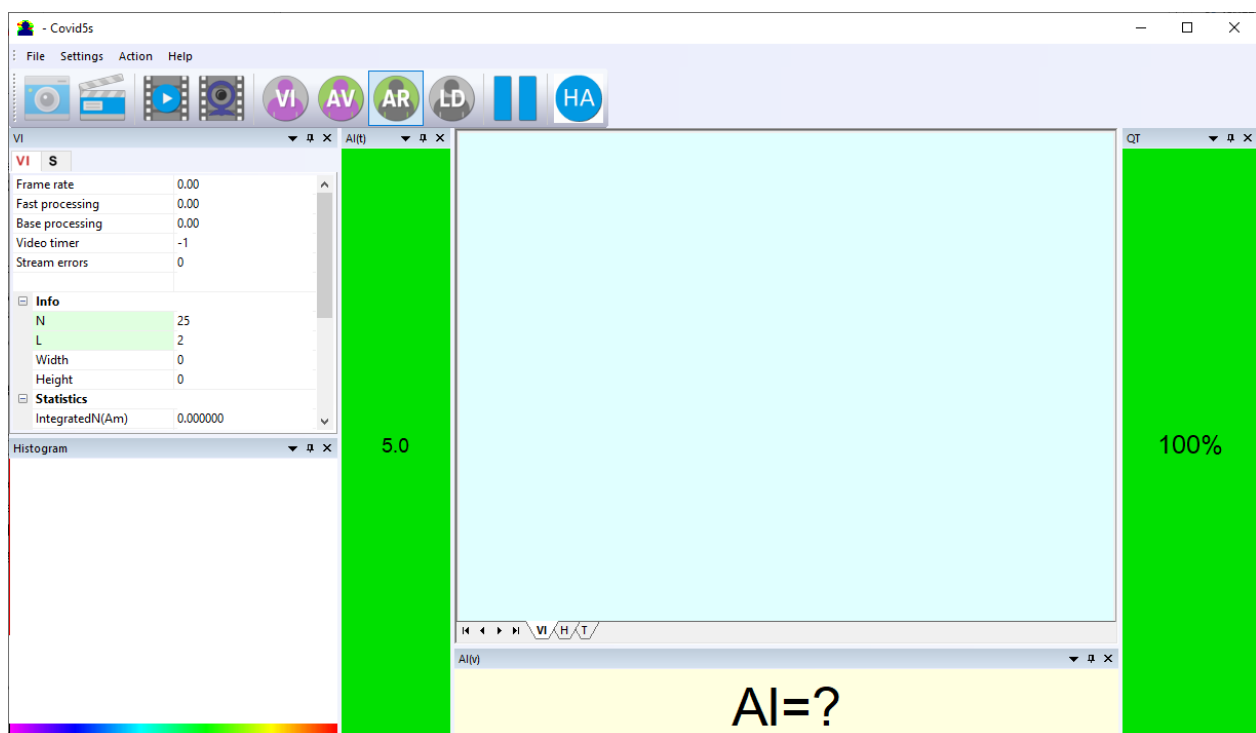 - Covid5s
File Settings Action Help
VI AV AR LD HA
VI
AI(t)
QT
VI S
Frame rate 0.00
Fast processing 0.00
Base processing 0.00
Video timer -1
Stream errors 0
Info
N 25
L 2
Width 0
Height 0
Statistics
IntegratedN(Am) 0.000000
Histogram
5.0
100%
VI H T
AI(v)
AI=?